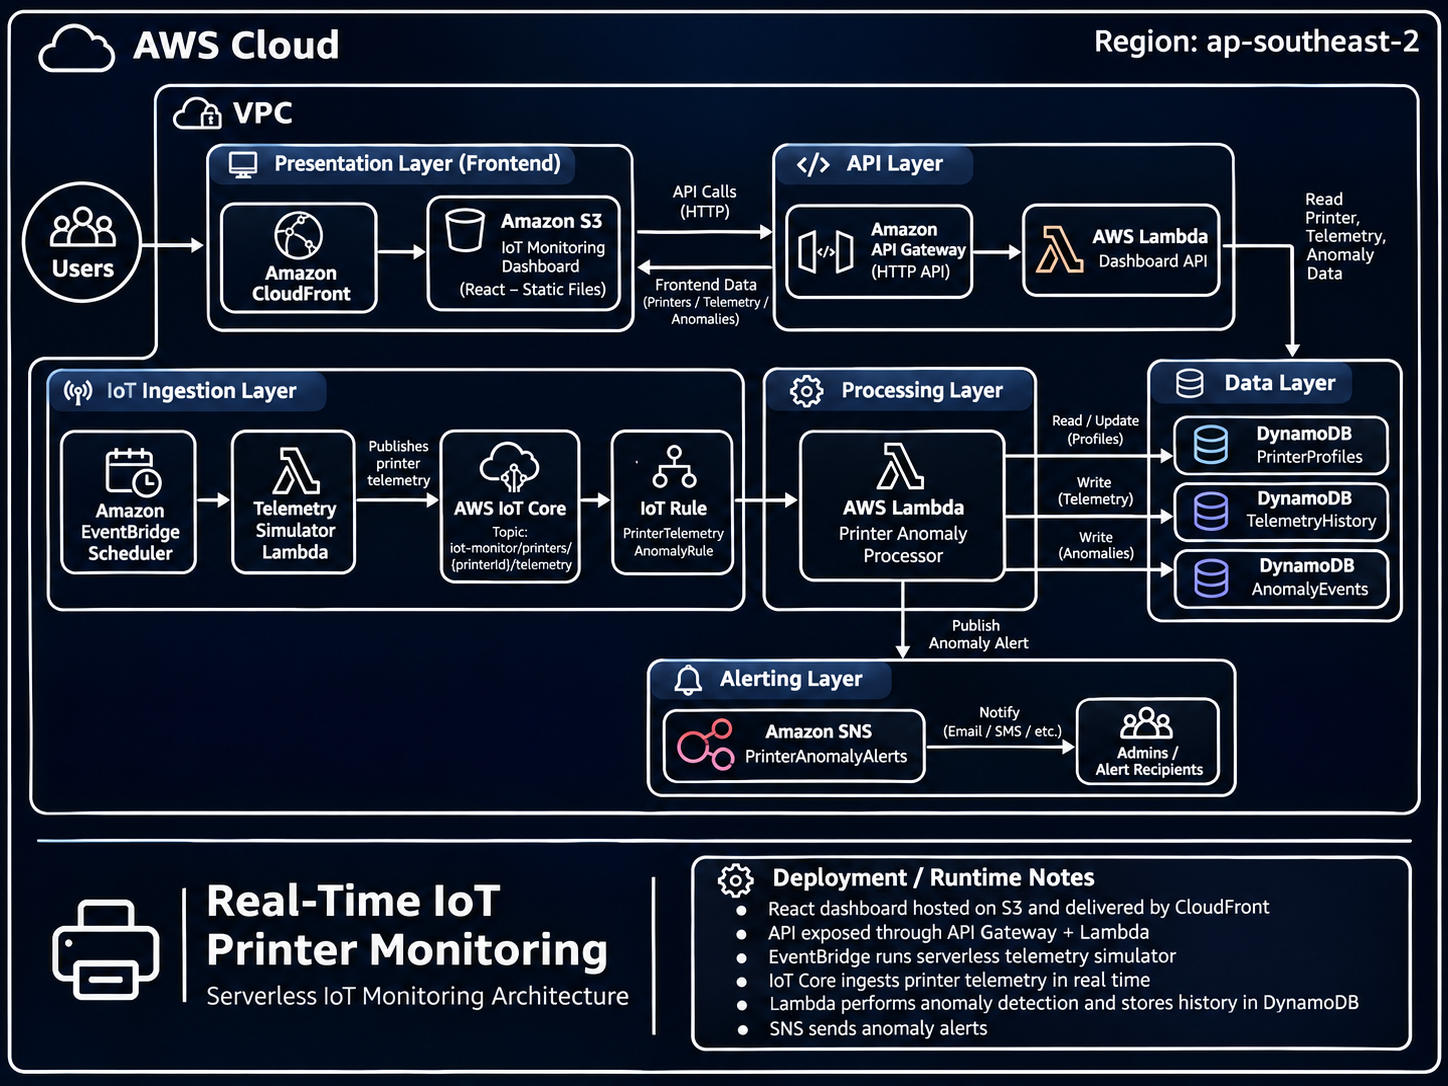 AWS Cloud
Region: ap-southeast-2
VPC
Users
Presentation Layer (Frontend)
Amazon
CloudFront
Amazon S3
IoT Monitoring
Dashboard
(React – Static Files)
API Calls
(HTTP)
Frontend Data
(Printers / Telemetry /
Anomalies)
API Layer
Amazon
API Gateway
(HTTP API)
AWS Lambda
Dashboard API
Read
Printer,
Telemetry,
Anomaly
Data
IoT Ingestion Layer
Amazon
EventBridge
Scheduler
Telemetry
Simulator
Lambda
Publishes
printer
telemetry
AWS IoT Core
Topic:
iot-monitor/printers/
{printerId}/telemetry
IoT Rule
PrinterTelemetry
AnomalyRule
Processing Layer
AWS Lambda
Printer Anomaly
Processor
Read / Update
(Profiles)
Write
(Telemetry)
Write
(Anomalies)
Data Layer
DynamoDB
PrinterProfiles
DynamoDB
TelemetryHistory
DynamoDB
AnomalyEvents
Publish
Anomaly Alert
Alerting Layer
Amazon SNS
PrinterAnomalyAlerts
Notify
(Email / SMS / etc.)
Admins /
Alert Recipients
Real-Time IoT
Printer Monitoring
Serverless IoT Monitoring Architecture
Deployment / Runtime Notes
• React dashboard hosted on S3 and delivered by CloudFront
• API exposed through API Gateway + Lambda
• EventBridge runs serverless telemetry simulator
• IoT Core ingests printer telemetry in real time
• Lambda performs anomaly detection and stores history in DynamoDB
• SNS sends anomaly alerts